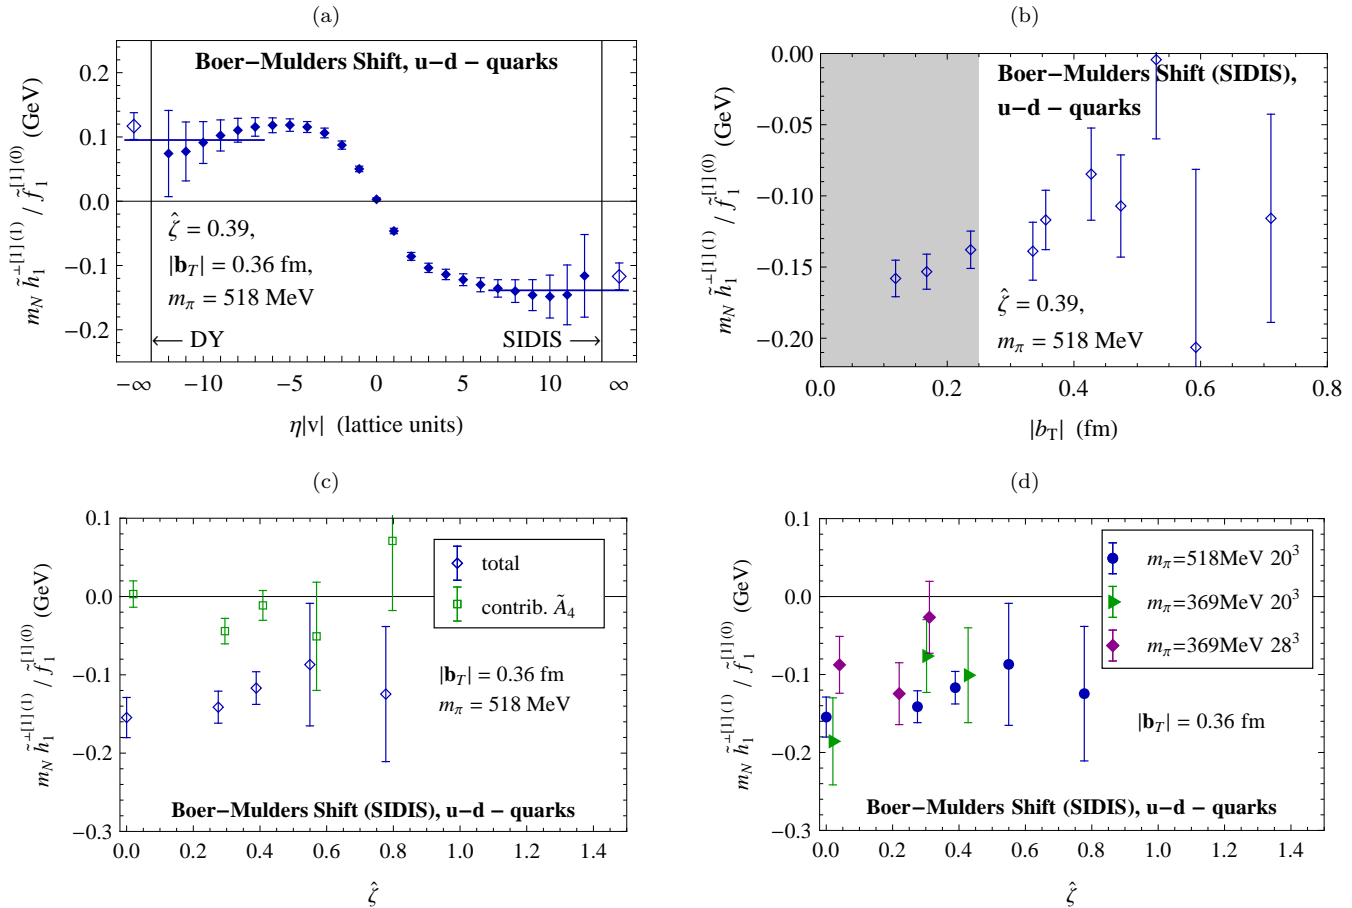 (a)
Boer−Mulders Shift, u−d − quarks
m_N h̃_1^{⊥[1](1)} / f̃_1^{[1](0)} (GeV)
0.2
0.1
0.0
−0.1
−0.2
ζ̂ = 0.39,
|b_T| = 0.36 fm,
m_π = 518 MeV
← DY
SIDIS →
−∞ −10 −5 0 5 10 ∞
η|v| (lattice units)
(b)
Boer−Mulders Shift (SIDIS),
u−d − quarks
m_N h̃_1^{⊥[1](1)} / f̃_1^{[1](0)} (GeV)
0.00
−0.05
−0.10
−0.15
−0.20
ζ̂ = 0.39,
m_π = 518 MeV
0.0 0.2 0.4 0.6 0.8
|b_T| (fm)
(c)
m_N h̃_1^{⊥[1](1)} / f̃_1^{[1](0)} (GeV)
0.1
0.0
−0.1
−0.2
−0.3
total
contrib. Ã_4
|b_T| = 0.36 fm
m_π = 518 MeV
Boer−Mulders Shift (SIDIS), u−d − quarks
0.0 0.2 0.4 0.6 0.8 1.0 1.2 1.4
ζ̂
(d)
m_N h̃_1^{⊥[1](1)} / f̃_1^{[1](0)} (GeV)
0.1
0.0
−0.1
−0.2
−0.3
m_π=518MeV 20³
m_π=369MeV 20³
m_π=369MeV 28³
|b_T| = 0.36 fm
Boer−Mulders Shift (SIDIS), u−d − quarks
0.0 0.2 0.4 0.6 0.8 1.0 1.2 1.4
ζ̂